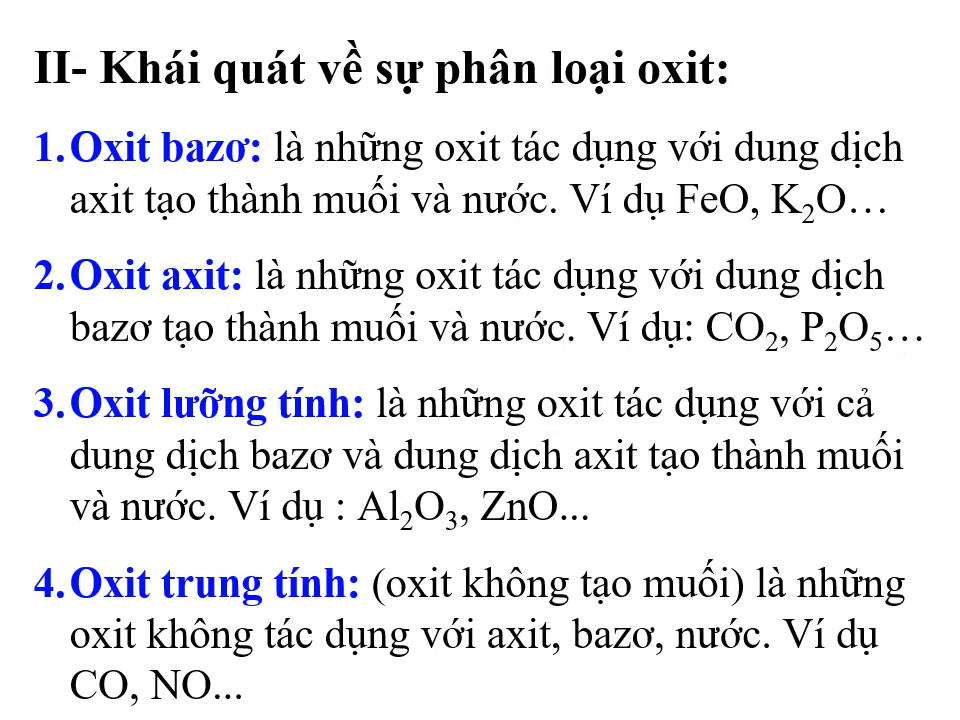 II- Khái quát về sự phân loại oxit:
1. Oxit bazơ: là những oxit tác dụng với dung dịch
axit tạo thành muối và nước. Ví dụ FeO, K₂O…
2. Oxit axit: là những oxit tác dụng với dung dịch
bazơ tạo thành muối và nước. Ví dụ: CO₂, P₂O₅…
3. Oxit lưỡng tính: là những oxit tác dụng với cả
dung dịch bazơ và dung dịch axit tạo thành muối
và nước. Ví dụ : Al₂O₃, ZnO...
4. Oxit trung tính: (oxit không tạo muối) là những
oxit không tác dụng với axit, bazơ, nước. Ví dụ
CO, NO...